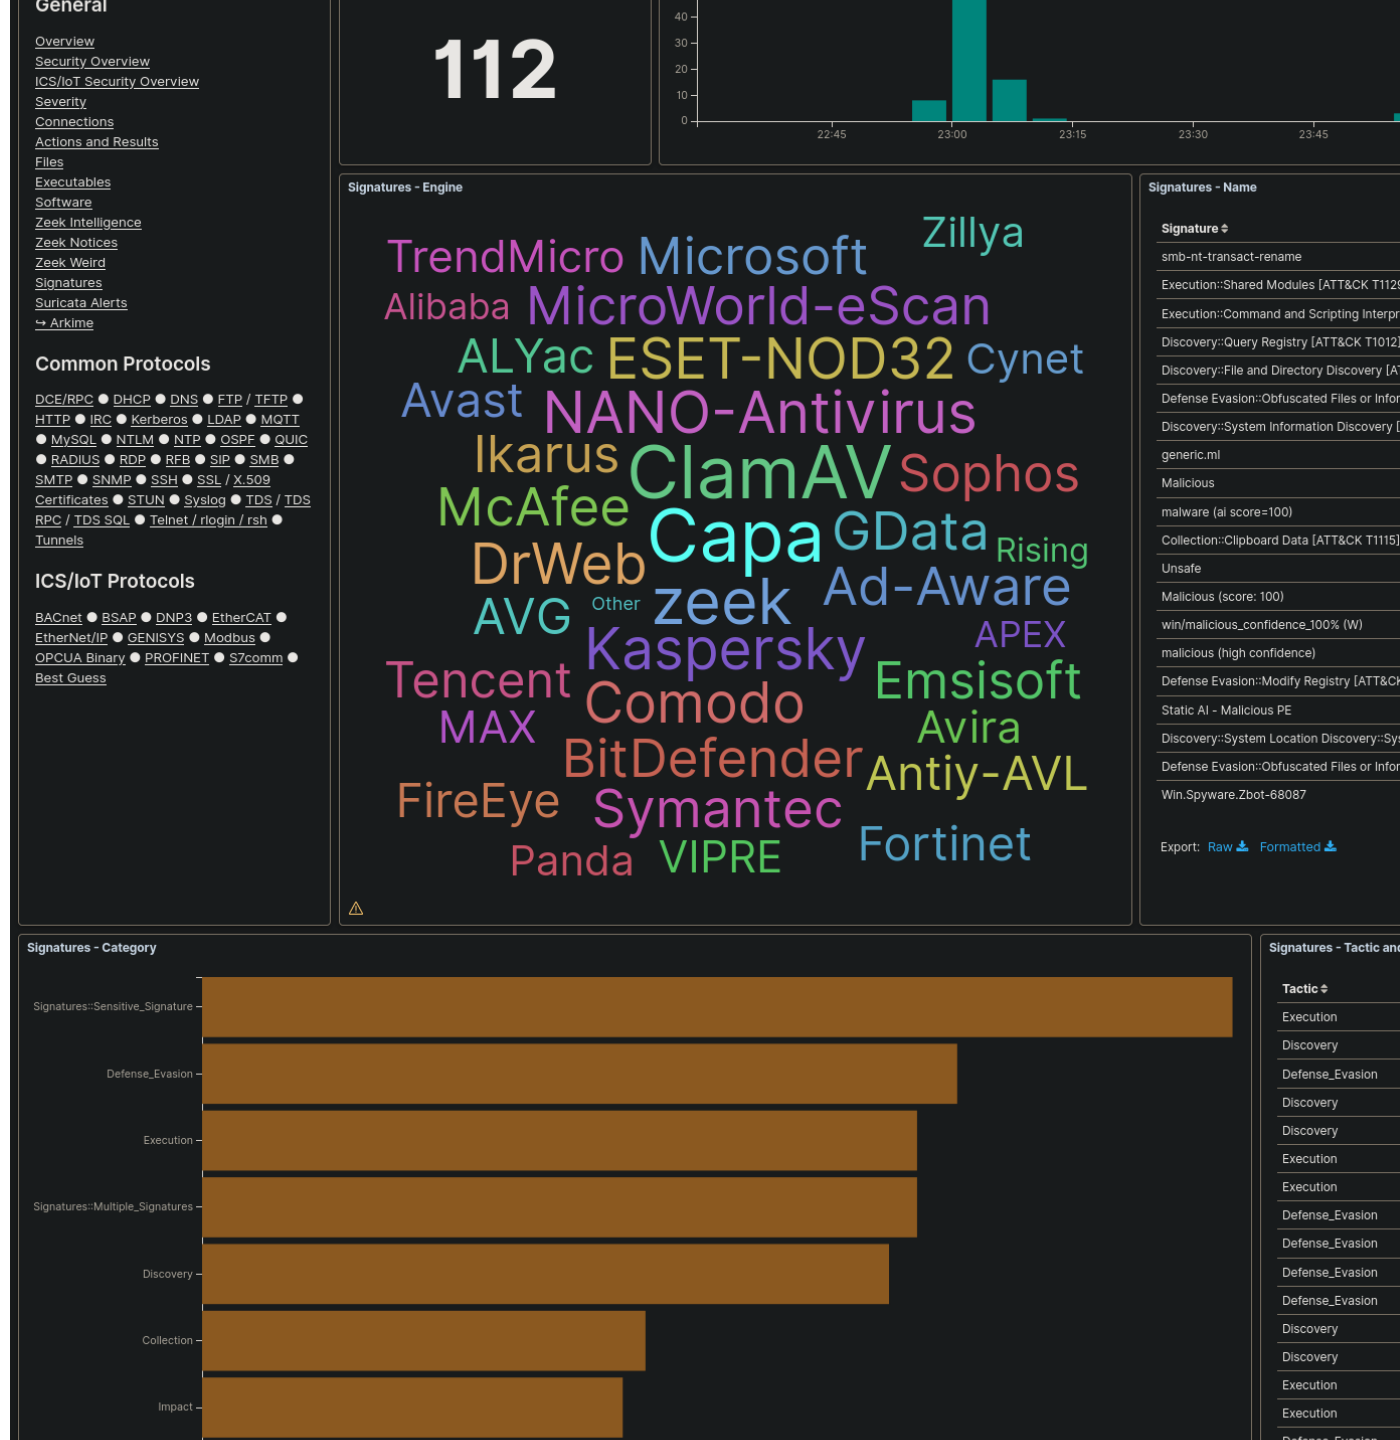 General
Overview
Security Overview
ICS/IoT Security Overview
Severity
Connections
Actions and Results
Files
Executables
Software
Zeek Intelligence
Zeek Notices
Zeek Weird
Signatures
Suricata Alerts
↪ Arkime
Common Protocols
DCE/RPC ● DHCP ● DNS ● FTP / TFTP ●
HTTP ● IRC ● Kerberos ● LDAP ● MQTT
● MySQL ● NTLM ● NTP ● OSPF ● QUIC
● RADIUS ● RDP ● RFB ● SIP ● SMB ●
SMTP ● SNMP ● SSH ● SSL / X.509
Certificates ● STUN ● Syslog ● TDS / TDS
RPC / TDS SQL ● Telnet / rlogin / rsh ●
Tunnels
ICS/IoT Protocols
BACnet ● BSAP ● DNP3 ● EtherCAT ●
EtherNet/IP ● GENISYS ● Modbus ●
OPCUA Binary ● PROFINET ● S7comm ●
Best Guess
112
40
30
20
10
0
22:45 23:00 23:15 23:30 23:45
Signatures - Engine
Zillya
TrendMicro Microsoft
Alibaba MicroWorld-eScan
ALYac ESET-NOD32 Cynet
Avast NANO-Antivirus
Ikarus ClamAV Sophos
McAfee Capa GData Rising
DrWeb zeek Ad-Aware
AVG Other APEX
Kaspersky
Tencent Comodo Emsisoft
MAX Avira
BitDefender Antiy-AVL
FireEye Symantec
Panda VIPRE Fortinet
Signatures - Name
Signature
smb-nt-transact-rename
Execution::Shared Modules [ATT&CK T1129
Execution::Command and Scripting Interpr
Discovery::Query Registry [ATT&CK T1012]
Discovery::File and Directory Discovery [A
Defense Evasion::Obfuscated Files or Infor
Discovery::System Information Discovery [
generic.ml
Malicious
malware (ai score=100)
Collection::Clipboard Data [ATT&CK T1115]
Unsafe
Malicious (score: 100)
win/malicious_confidence_100% (W)
malicious (high confidence)
Defense Evasion::Modify Registry [ATT&CK
Static AI - Malicious PE
Discovery::System Location Discovery::Sys
Defense Evasion::Obfuscated Files or Infor
Win.Spyware.Zbot-68087
Export: Raw Formatted
Signatures - Category
Signatures::Sensitive_Signature
Defense_Evasion
Execution
Signatures::Multiple_Signatures
Discovery
Collection
Impact
Signatures - Tactic and
Tactic
Execution
Discovery
Defense_Evasion
Discovery
Discovery
Execution
Execution
Defense_Evasion
Defense_Evasion
Defense_Evasion
Defense_Evasion
Discovery
Discovery
Execution
Execution